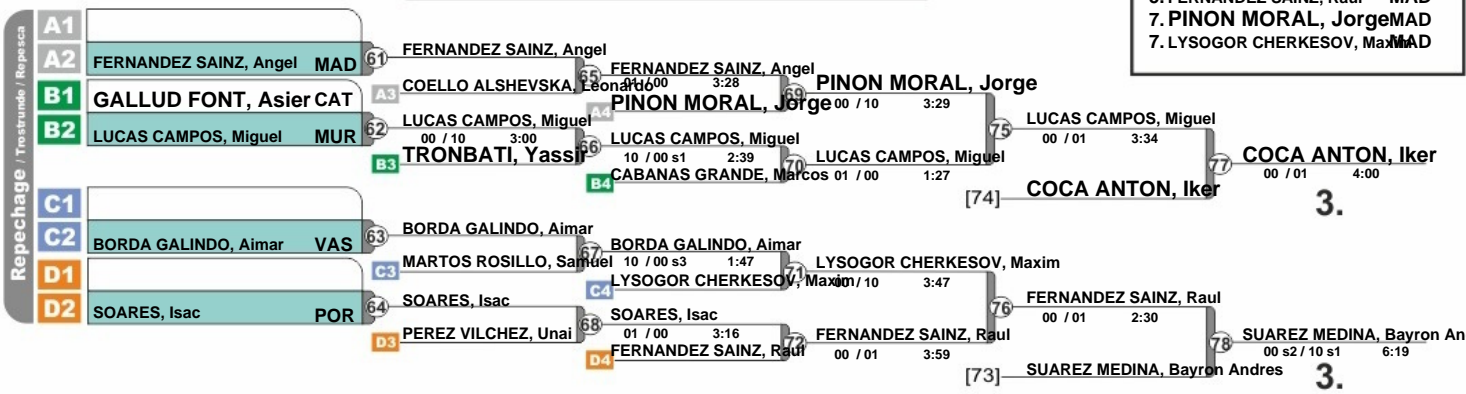 5. FERNANDEZ SAINZ, Raul MAD
7. PINON MORAL, Jorge MAD
7. LYSOGOR CHERKESOV, Maxim MAD
Repechage / Trostrunde / Repesca
A1
A2 FERNANDEZ SAINZ, Angel MAD
B1 GALLUD FONT, Asier CAT
B2 LUCAS CAMPOS, Miguel MUR
C1
C2 BORDA GALINDO, Aimar VAS
D1
D2 SOARES, Isac POR
61 FERNANDEZ SAINZ, Angel
A3 COELLO ALSHEVSKA, Leonardo
62 LUCAS CAMPOS, Miguel
00 / 10 3:00
B3 TRONBATI, Yassir
63 BORDA GALINDO, Aimar
C3 MARTOS ROSILLO, Samuel
64 SOARES, Isac
D3 PEREZ VILCHEZ, Unai
65 FERNANDEZ SAINZ, Angel
01 / 00 3:28
A4 PINON MORAL, Jorge
66 LUCAS CAMPOS, Miguel
10 / 00 s1 2:39
B4 CABANAS GRANDE, Marcos
67 BORDA GALINDO, Aimar
10 / 00 s3 1:47
C4 LYSOGOR CHERKESOV, Maxim
68 SOARES, Isac
01 / 00 3:16
D4 FERNANDEZ SAINZ, Raul
69 PINON MORAL, Jorge
00 / 10 3:29
70 LUCAS CAMPOS, Miguel
01 / 00 1:27
71 LYSOGOR CHERKESOV, Maxim
00 / 10 3:47
72 FERNANDEZ SAINZ, Raul
00 / 01 3:59
75 LUCAS CAMPOS, Miguel
00 / 01 3:34
[74] COCA ANTON, Iker
76 FERNANDEZ SAINZ, Raul
00 / 01 2:30
[73] SUAREZ MEDINA, Bayron Andres
77 COCA ANTON, Iker
00 / 01 4:00
3.
78 SUAREZ MEDINA, Bayron An
00 s2 / 10 s1 6:19
3.